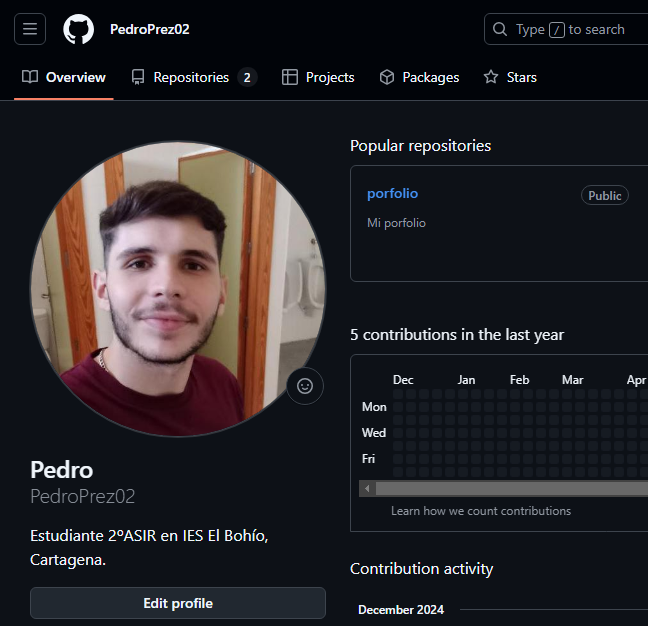 PedroPrez02
Type / to search
Overview
Repositories 2
Projects
Packages
Stars
Popular repositories
porfolio
Public
Mi porfolio
5 contributions in the last year
Dec Jan Feb Mar Apr
Mon
Wed
Fri
Learn how we count contributions
Pedro
PedroPrez02
Estudiante 2ºASIR en IES El Bohío,
Cartagena.
Edit profile
Contribution activity
December 2024